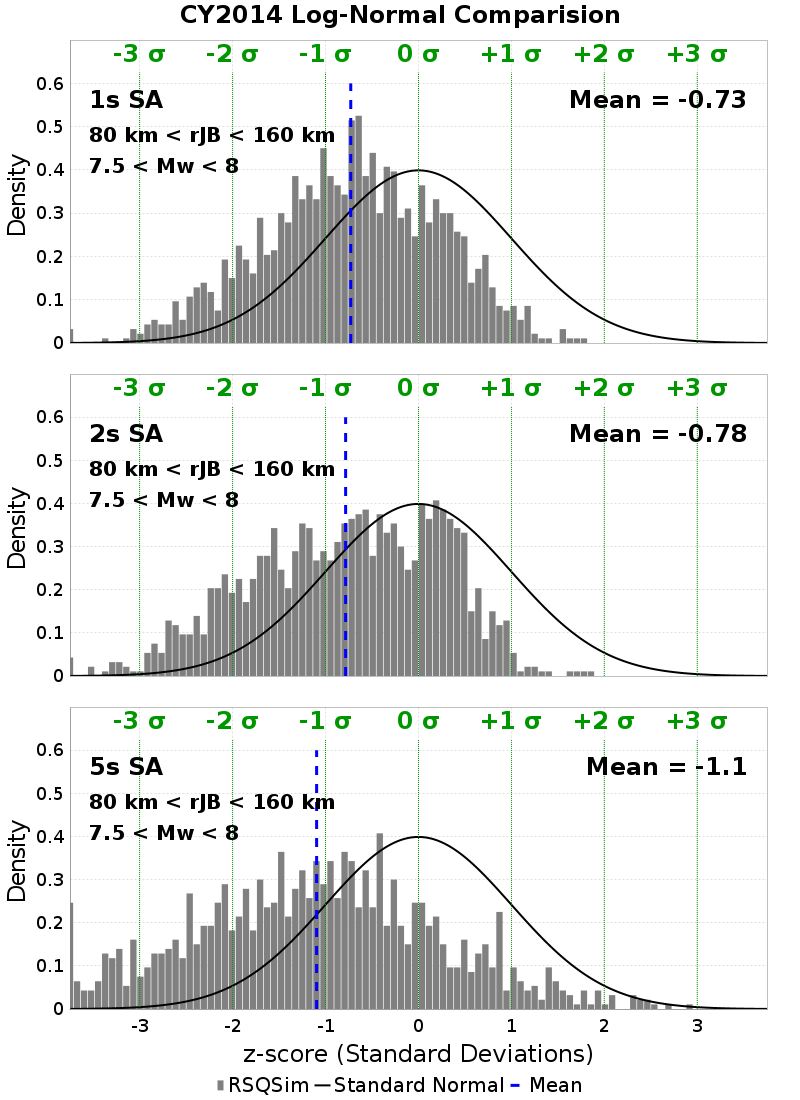 CY2014 Log-Normal Comparision
-3 σ -2 σ -1 σ 0 σ +1 σ +2 σ +3 σ
1s SA
Mean = -0.73
80 km < rJB < 160 km
7.5 < Mw < 8
Density
0.6
0.5
0.4
0.3
0.2
0.1
0
-3 σ -2 σ -1 σ 0 σ +1 σ +2 σ +3 σ
2s SA
Mean = -0.78
80 km < rJB < 160 km
7.5 < Mw < 8
Density
0.6
0.5
0.4
0.3
0.2
0.1
0
-3 σ -2 σ -1 σ 0 σ +1 σ +2 σ +3 σ
5s SA
Mean = -1.1
80 km < rJB < 160 km
7.5 < Mw < 8
Density
0.6
0.5
0.4
0.3
0.2
0.1
0
-3 -2 -1 0 1 2 3
z-score (Standard Deviations)
RSQSim Standard Normal Mean